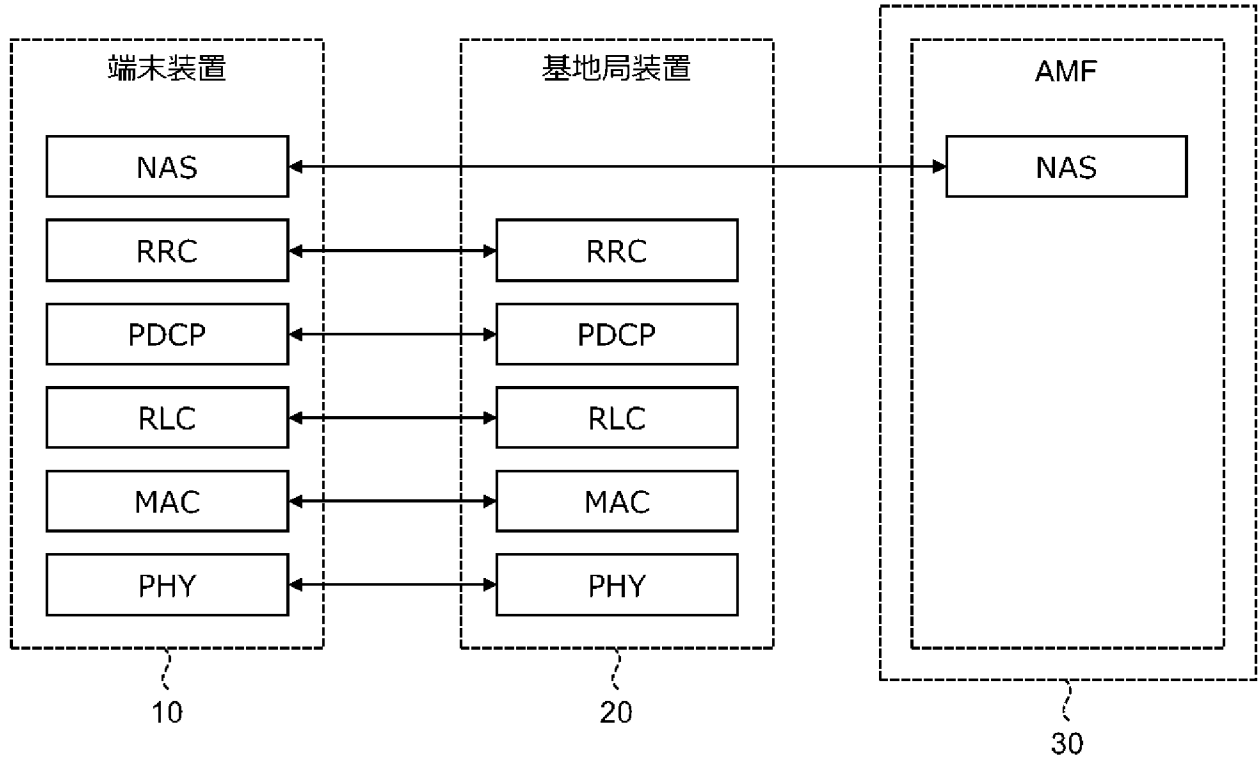 端末装置
基地局装置
AMF
NAS
NAS
RRC
RRC
PDCP
PDCP
RLC
RLC
MAC
MAC
PHY
PHY
10
20
30